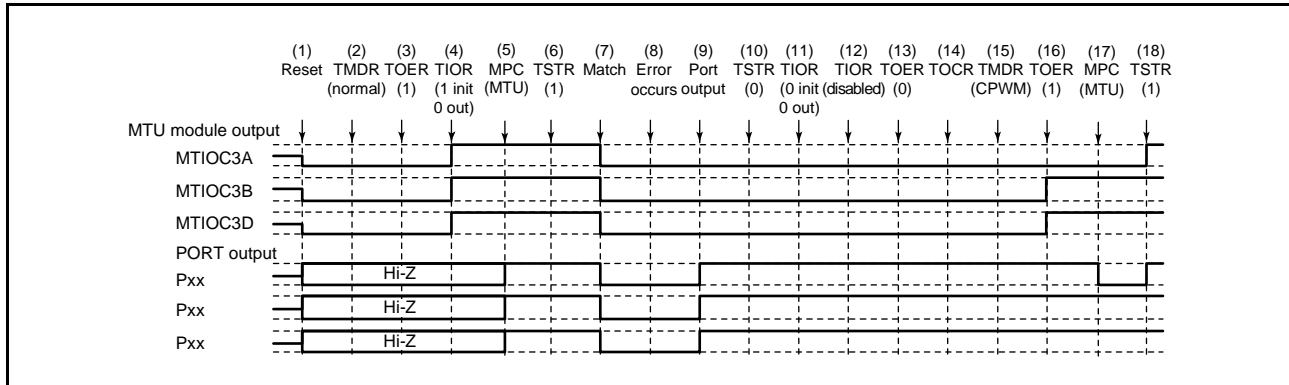 (1) (2) (3) (4) (5) (6) (7) (8) (9) (10) (11) (12) (13) (14) (15) (16) (17) (18)
Reset TMDR TOER TIOR MPC TSTR Match Error Port TSTR TIOR TIOR TOER TOCR TMDR TOER MPC TSTR
(normal) (1) (1 init (MTU) (1) occurs output (0) (0 init (disabled) (0) (CPWM) (1) (MTU) (1)
0 out) 0 out)
MTU module output
MTIOC3A
MTIOC3B
MTIOC3D
PORT output
Pxx Hi-Z
Pxx Hi-Z
Pxx Hi-Z